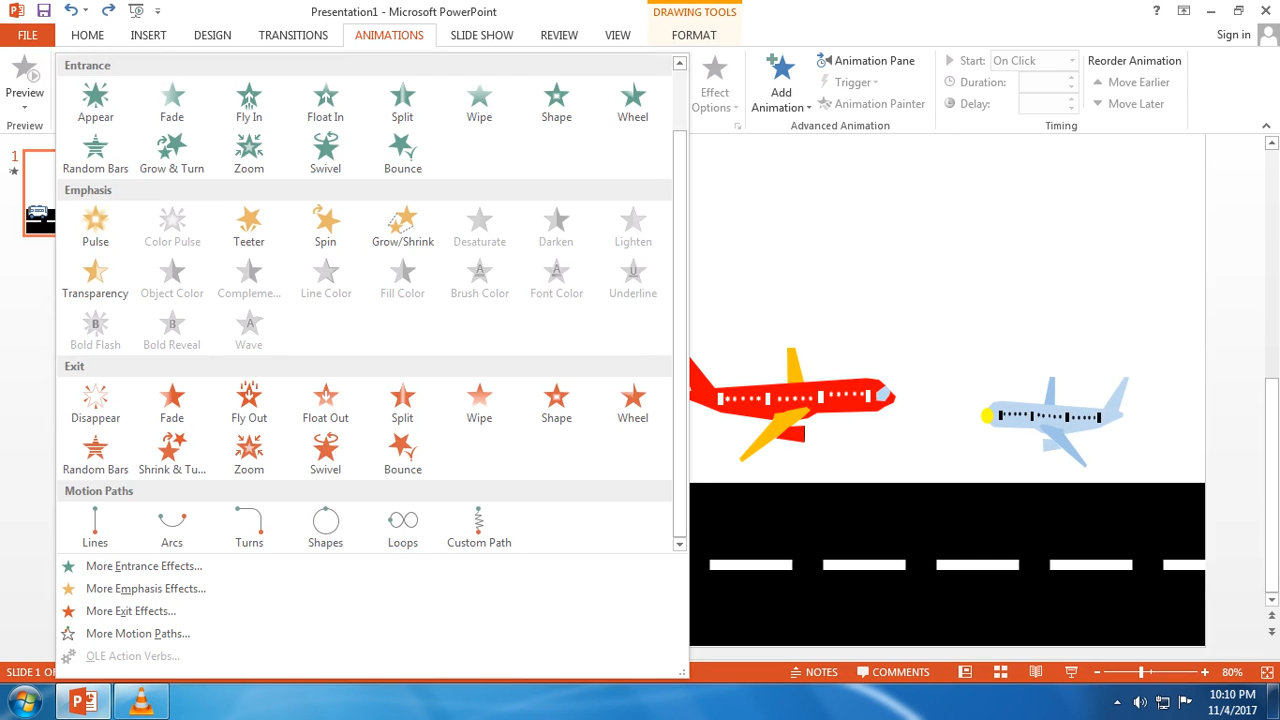 Presentation1 - Microsoft PowerPoint
DRAWING TOOLS
?
FILE HOME INSERT DESIGN TRANSITIONS ANIMATIONS SLIDE SHOW REVIEW VIEW FORMAT Sign in
Preview
Preview
Entrance
Appear Fade Fly In Float In Split Wipe Shape Wheel
Random Bars Grow & Turn Zoom Swivel Bounce
Emphasis
Pulse Color Pulse Teeter Spin Grow/Shrink Desaturate Darken Lighten
Transparency Object Color Compleme... Line Color Fill Color Brush Color Font Color Underline
Bold Flash Bold Reveal Wave
Exit
Disappear Fade Fly Out Float Out Split Wipe Shape Wheel
Random Bars Shrink & Tu... Zoom Swivel Bounce
Motion Paths
Lines Arcs Turns Shapes Loops Custom Path
More Entrance Effects...
More Emphasis Effects...
More Exit Effects...
More Motion Paths...
OLE Action Verbs...
Effect
Options
Add
Animation
Animation Pane
Trigger
Animation Painter
Advanced Animation
Start: On Click
Duration:
Delay:
Reorder Animation
Move Earlier
Move Later
Timing
1
SLIDE 1 OF
NOTES COMMENTS 80%
10:10 PM
11/4/2017